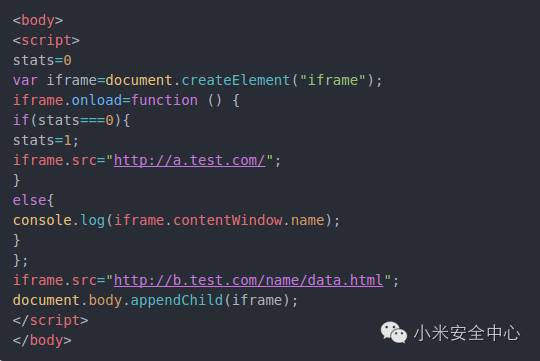 <body>
<script>
stats=0
var iframe=document.createElement("iframe");
iframe.onload=function () {
if(stats===0){
stats=1;
iframe.src="http://a.test.com/";
}
else{
console.log(iframe.contentWindow.name);
}
};
iframe.src="http://b.test.com/name/data.html";
document.body.appendChild(iframe);
</script>
</body>
小米安全中心